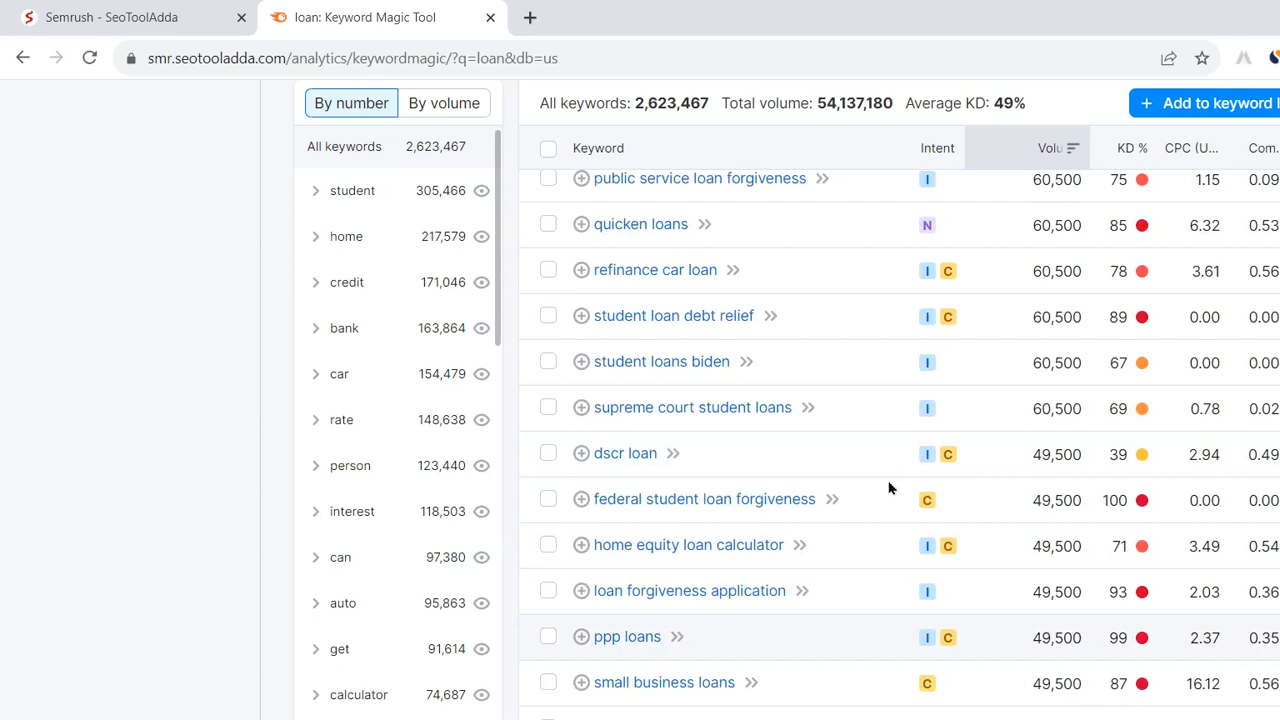 Semrush - SeoToolAdda
loan: Keyword Magic Tool
smr.seotooladda.com/analytics/keywordmagic/?q=loan&db=us
By number By volume
All keywords: 2,623,467 Total volume: 54,137,180 Average KD: 49%
+ Add to keyword l
All keywords 2,623,467
student 305,466
home 217,579
credit 171,046
bank 163,864
car 154,479
rate 148,638
person 123,440
interest 118,503
can 97,380
auto 95,863
get 91,614
calculator 74,687
Keyword Intent Volu KD % CPC (U... Com.
public service loan forgiveness I 60,500 75 1.15 0.09
quicken loans N 60,500 85 6.32 0.53
refinance car loan I C 60,500 78 3.61 0.56
student loan debt relief I C 60,500 89 0.00 0.00
student loans biden I 60,500 67 0.00 0.00
supreme court student loans I 60,500 69 0.78 0.02
dscr loan I C 49,500 39 2.94 0.49
federal student loan forgiveness C 49,500 100 0.00 0.00
home equity loan calculator I C 49,500 71 3.49 0.54
loan forgiveness application I 49,500 93 2.03 0.36
ppp loans I C 49,500 99 2.37 0.35
small business loans C 49,500 87 16.12 0.56